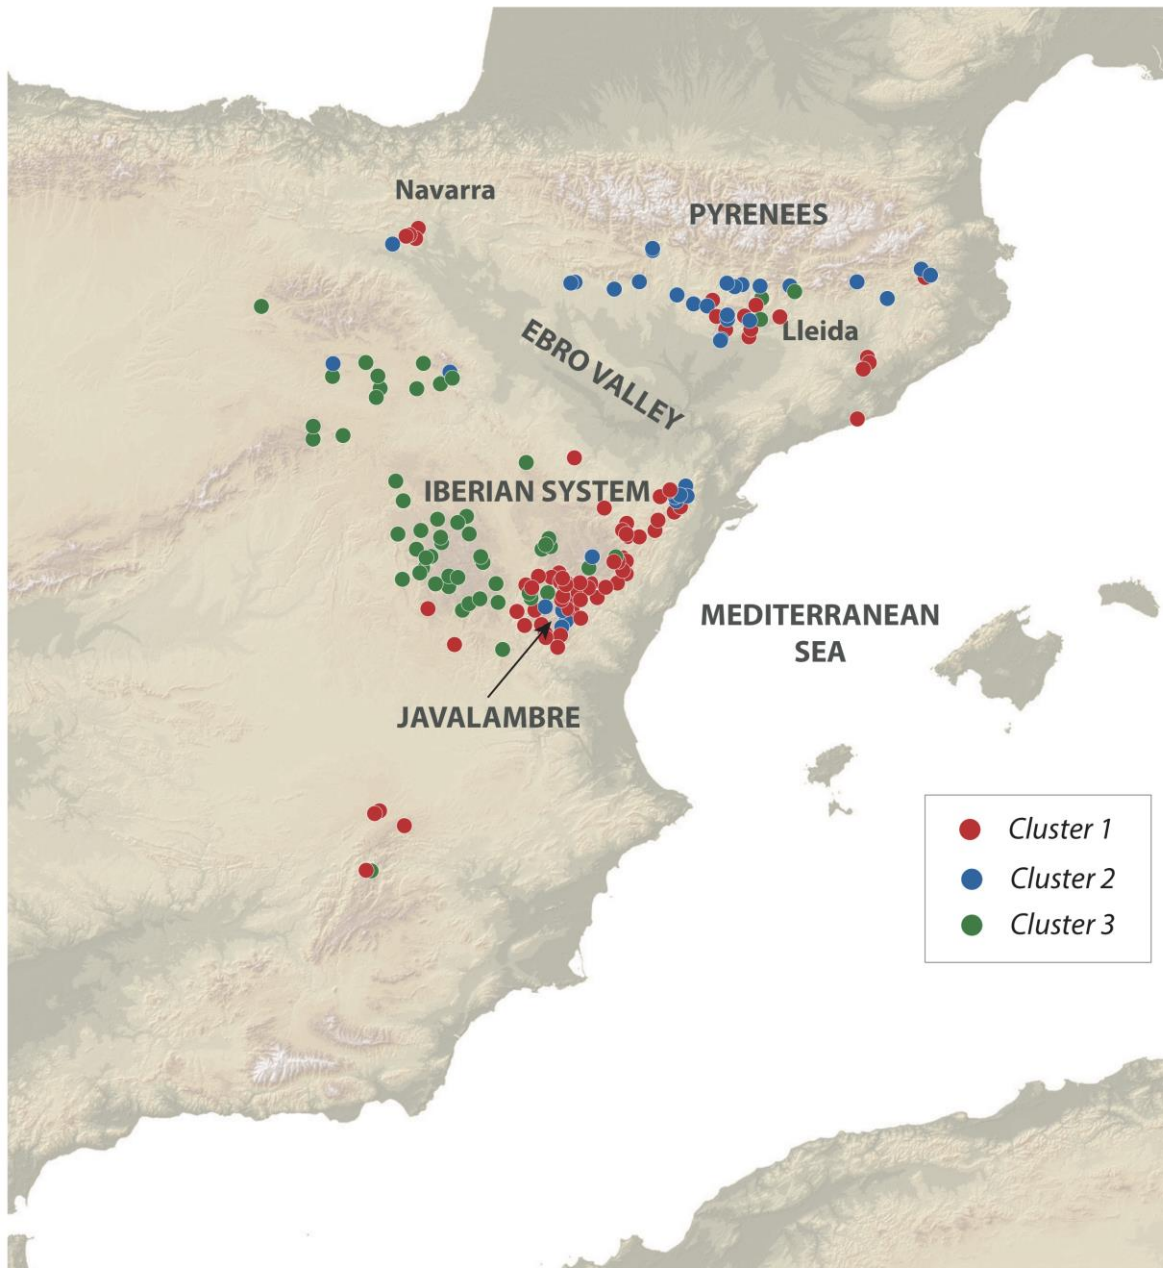 Navarra
PYRENEES
Lleida
EBRO VALLEY
IBERIAN SYSTEM
MEDITERRANEAN
SEA
JAVALAMBRE
Cluster 1
Cluster 2
Cluster 3